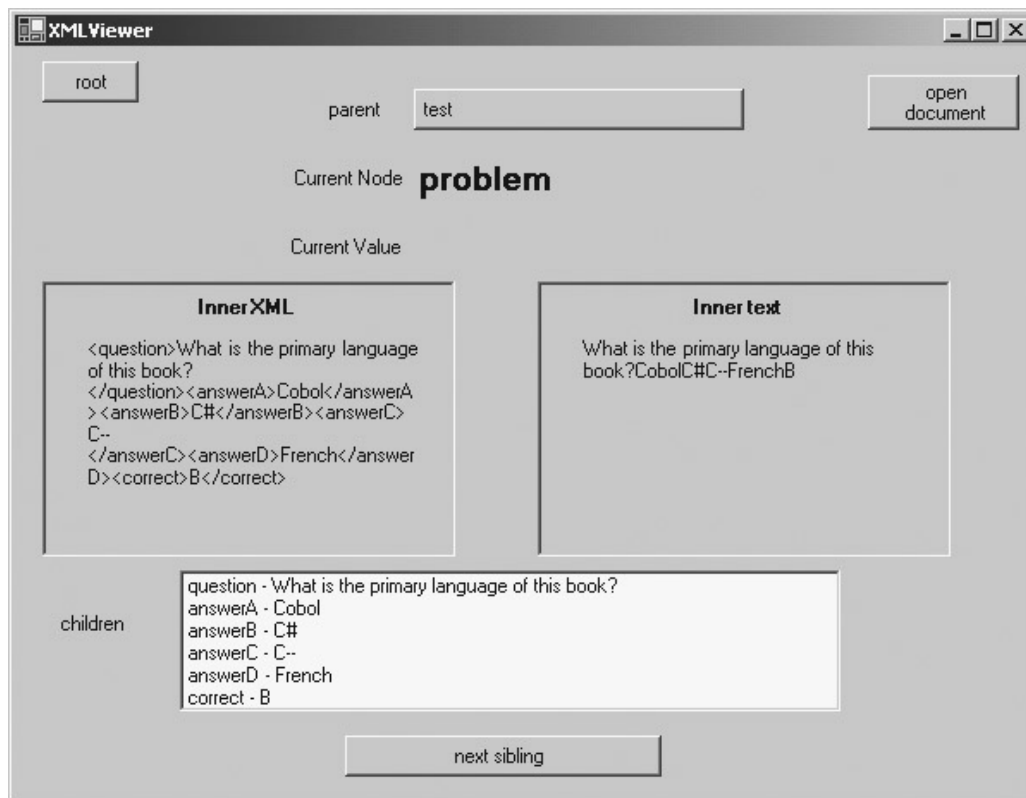 XMLViewer
root
parent
test
open
document
Current Node
problem
Current Value
InnerXML
<question>What is the primary language
of this book?
</question><answerA>Cobol</answerA
><answerB>C#</answerB><answerC>
C--
</answerC><answerD>French</answer
D><correct>B</correct>
Inner text
What is the primary language of this
book?CobolC#C--FrenchB
children
question - What is the primary language of this book?
answerA - Cobol
answerB - C#
answerC - C--
answerD - French
correct - B
next sibling